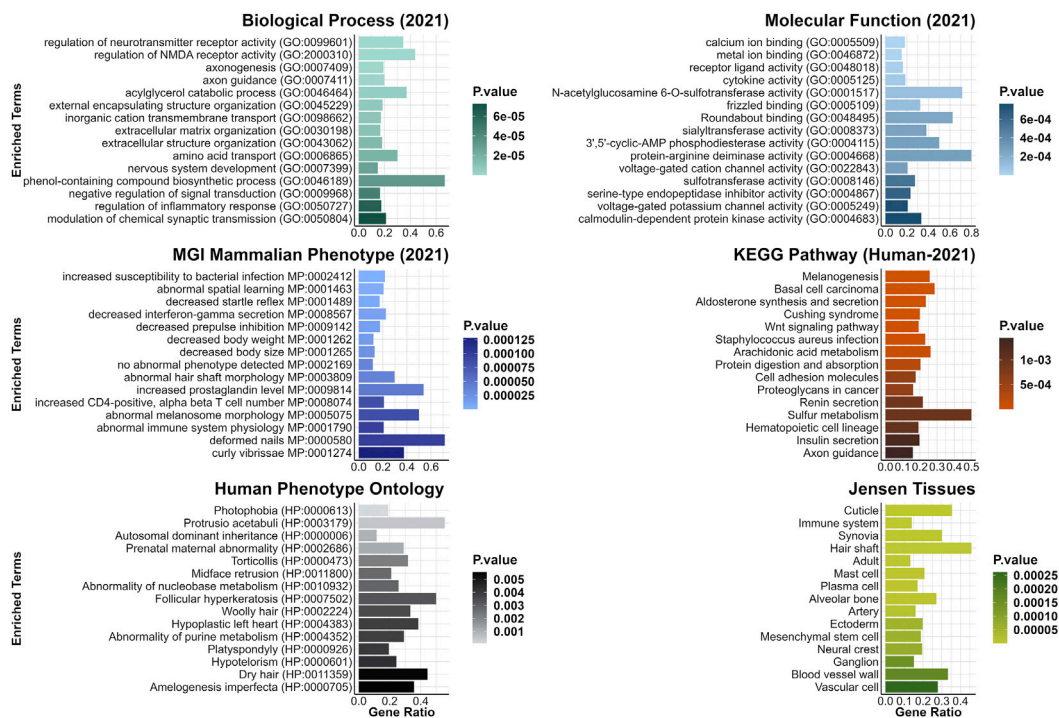 Biological Process (2021)
Enriched Terms
regulation of neurotransmitter receptor activity (GO:0099601)
regulation of NMDA receptor activity (GO:2000310)
axonogenesis (GO:0007409)
axon guidance (GO:0007411)
acylglycerol catabolic process (GO:0046464)
external encapsulating structure organization (GO:0045229)
inorganic cation transmembrane transport (GO:0098662)
extracellular matrix organization (GO:0030198)
extracellular structure organization (GO:0043062)
amino acid transport (GO:0006865)
nervous system development (GO:0007399)
phenol-containing compound biosynthetic process (GO:0046189)
negative regulation of signal transduction (GO:0009968)
regulation of inflammatory response (GO:0050727)
modulation of chemical synaptic transmission (GO:0050804)
0.0 0.2 0.4 0.6
P.value
6e-05
4e-05
2e-05
Molecular Function (2021)
calcium ion binding (GO:0005509)
metal ion binding (GO:0046872)
receptor ligand activity (GO:0048018)
cytokine activity (GO:0005125)
N-acetylglucosamine 6-O-sulfotransferase activity (GO:0001517)
frizzled binding (GO:0005109)
Roundabout binding (GO:0048495)
sialyltransferase activity (GO:0008373)
3',5'-cyclic-AMP phosphodiesterase activity (GO:0004115)
protein-arginine deiminase activity (GO:0004668)
voltage-gated cation channel activity (GO:0022843)
sulfotransferase activity (GO:0008146)
serine-type endopeptidase inhibitor activity (GO:0004867)
voltage-gated potassium channel activity (GO:0005249)
calmodulin-dependent protein kinase activity (GO:0004683)
0.0 0.2 0.4 0.6 0.8
P.value
6e-04
4e-04
2e-04
MGI Mammalian Phenotype (2021)
Enriched Terms
increased susceptibility to bacterial infection MP:0002412
abnormal spatial learning MP:0001463
decreased startle reflex MP:0001489
decreased interferon-gamma secretion MP:0008567
decreased prepulse inhibition MP:0009142
decreased body weight MP:0001262
decreased body size MP:0001265
no abnormal phenotype detected MP:0002169
abnormal hair shaft morphology MP:0003809
increased prostaglandin level MP:0009814
increased CD4-positive, alpha beta T cell number MP:0008074
abnormal melanosome morphology MP:0005075
abnormal immune system physiology MP:0001790
deformed nails MP:0000580
curly vibrissae MP:0001274
0.0 0.2 0.4 0.6
P.value
0.000125
0.000100
0.000075
0.000050
0.000025
KEGG Pathway (Human-2021)
Melanogenesis
Basal cell carcinoma
Aldosterone synthesis and secretion
Cushing syndrome
Wnt signaling pathway
Staphylococcus aureus infection
Arachidonic acid metabolism
Protein digestion and absorption
Cell adhesion molecules
Proteoglycans in cancer
Renin secretion
Sulfur metabolism
Hematopoietic cell lineage
Insulin secretion
Axon guidance
0.0 0.1 0.2 0.3 0.4 0.5
P.value
1e-03
5e-04
Human Phenotype Ontology
Enriched Terms
Photophobia (HP:0000613)
Protrusio acetabuli (HP:0003179)
Autosomal dominant inheritance (HP:0000006)
Prenatal maternal abnormality (HP:0002686)
Torticollis (HP:0000473)
Midface retrusion (HP:0011800)
Abnormality of nucleobase metabolism (HP:0010932)
Follicular hyperkeratosis (HP:0007502)
Woolly hair (HP:0002224)
Hypoplastic left heart (HP:0004383)
Abnormality of purine metabolism (HP:0004352)
Platyspondyly (HP:0000926)
Hypotelorism (HP:0000601)
Dry hair (HP:0011359)
Amelogenesis imperfecta (HP:0000705)
0.0 0.2 0.4
Gene Ratio
P.value
0.005
0.004
0.003
0.002
0.001
Jensen Tissues
Cuticle
Immune system
Synovia
Hair shaft
Adult
Mast cell
Plasma cell
Alveolar bone
Artery
Ectoderm
Mesenchymal stem cell
Neural crest
Ganglion
Blood vessel wall
Vascular cell
0.0 0.1 0.2 0.3 0.4
Gene Ratio
P.value
0.00025
0.00020
0.00015
0.00010
0.00005